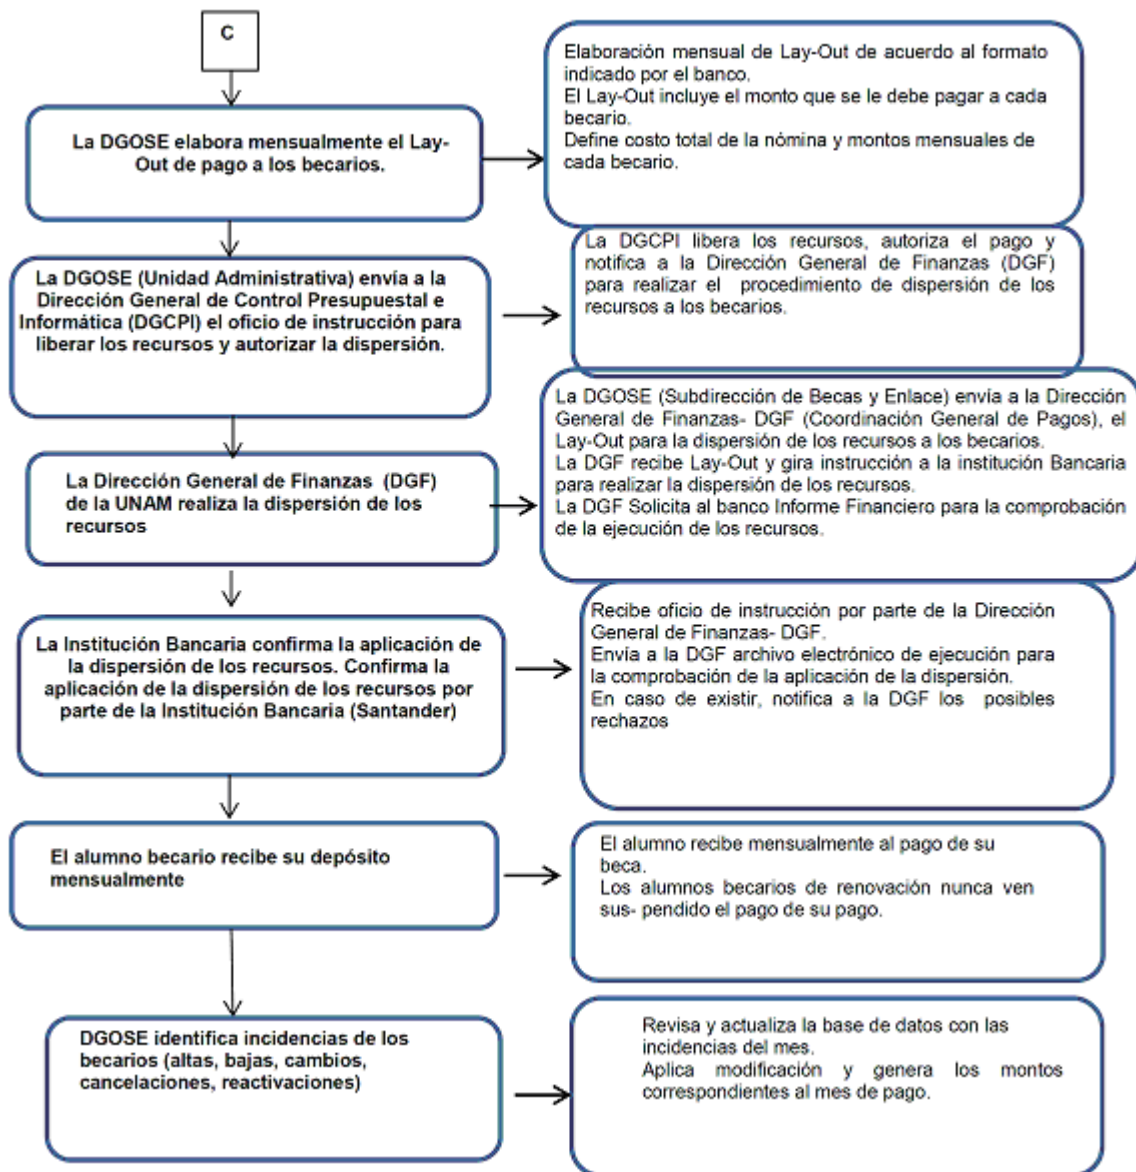 C
La DGOSE elabora mensualmente el Lay-
Out de pago a los becarios.
Elaboración mensual de Lay-Out de acuerdo al formato
indicado por el banco.
El Lay-Out incluye el monto que se le debe pagar a cada
becario.
Define costo total de la nómina y montos mensuales de
cada becario.
La DGOSE (Unidad Administrativa) envía a la
Dirección General de Control Presupuestal e
Informática (DGCPI) el oficio de instrucción para
liberar los recursos y autorizar la dispersión.
La DGCPI libera los recursos, autoriza el pago y
notifica a la Dirección General de Finanzas (DGF)
para realizar el procedimiento de dispersión de los
recursos a los becarios.
La Dirección General de Finanzas (DGF)
de la UNAM realiza la dispersión de los
recursos
La DGOSE (Subdirección de Becas y Enlace) envía a la Dirección
General de Finanzas- DGF (Coordinación General de Pagos), el
Lay-Out para la dispersión de los recursos a los becarios.
La DGF recibe Lay-Out y gira instrucción a la institución Bancaria
para realizar la dispersión de los recursos.
La DGF Solicita al banco Informe Financiero para la comprobación
de la ejecución de los recursos.
La Institución Bancaria confirma la aplicación de
la dispersión de los recursos. Confirma la
aplicación de la dispersión de los recursos por
parte de la Institución Bancaria (Santander)
Recibe oficio de instrucción por parte de la Dirección
General de Finanzas- DGF.
Envía a la DGF archivo electrónico de ejecución para
la comprobación de la aplicación de la dispersión.
En caso de existir, notifica a la DGF los posibles
rechazos
El alumno becario recibe su depósito
mensualmente
El alumno recibe mensualmente al pago de su
beca.
Los alumnos becarios de renovación nunca ven
sus- pendido el pago de su pago.
DGOSE identifica incidencias de los
becarios (altas, bajas, cambios,
cancelaciones, reactivaciones)
Revisa y actualiza la base de datos con las
incidencias del mes.
Aplica modificación y genera los montos
correspondientes al mes de pago.